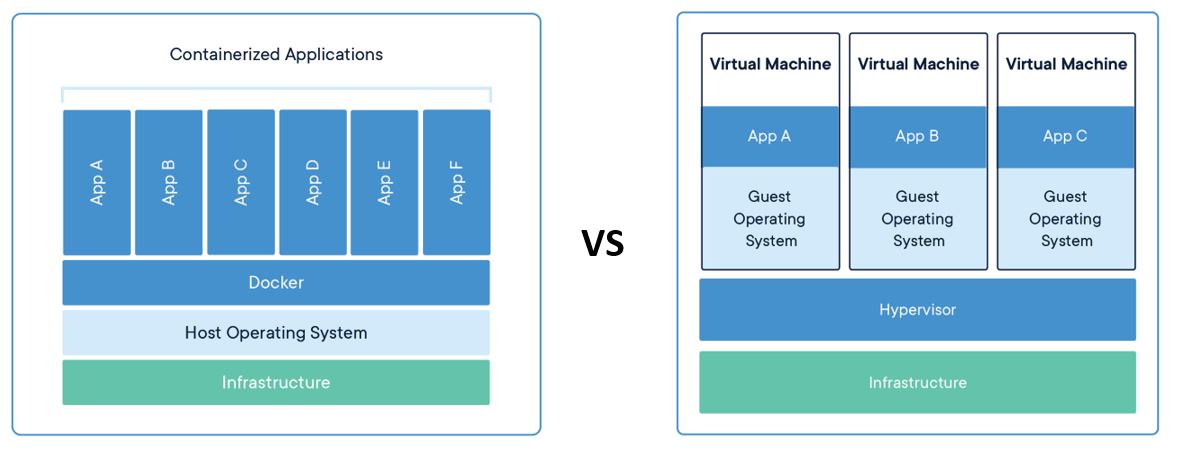 Containerized Applications
App A
App B
App C
App D
App E
App F
Docker
Host Operating System
Infrastructure
VS
Virtual Machine
App A
Guest
Operating
System
Virtual Machine
App B
Guest
Operating
System
Virtual Machine
App C
Guest
Operating
System
Hypervisor
Infrastructure